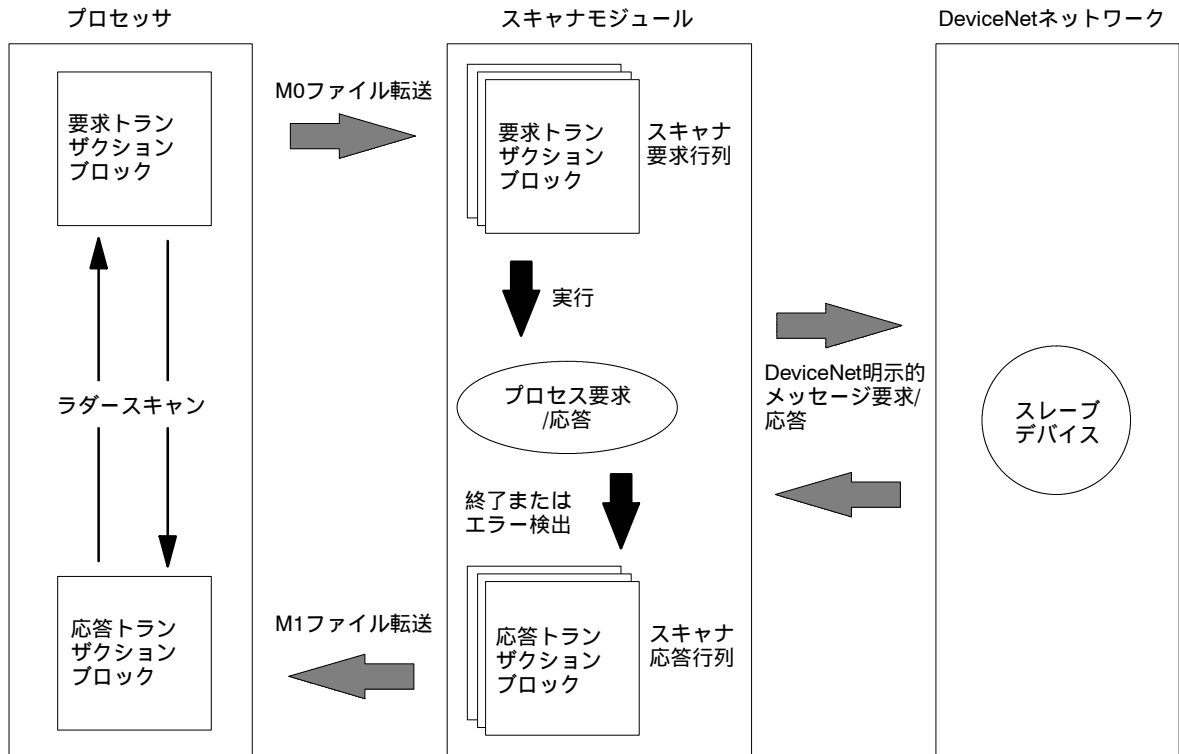 プロセッサ
スキャナモジュール
DeviceNetネットワーク
要求トラン
ザクション
ブロック
M0ファイル転送
要求トラン
ザクション
ブロック
スキャナ
要求行列
実行
ラダースキャン
プロセス要求
/応答
DeviceNet明示的
メッセージ要求/
応答
スレーブ
デバイス
終了または
エラー検出
応答トラン
ザクション
ブロック
M1ファイル転送
応答トラン
ザクション
ブロック
スキャナ
応答行列